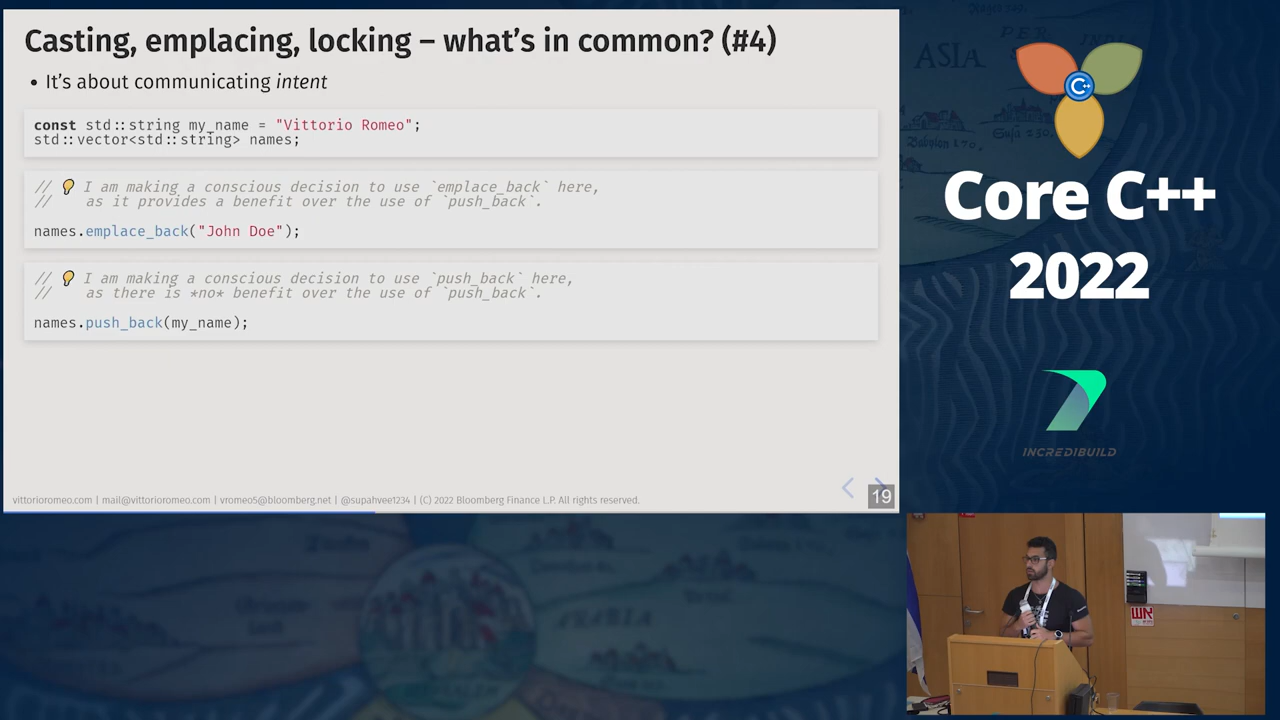 Casting, emplacing, locking – what's in common? (#4)
• It's about communicating intent
const std::string my_name = "Vittorio Romeo";
std::vector<std::string> names;
// 💡 I am making a conscious decision to use `emplace_back` here,
// as it provides a benefit over the use of `push_back`.
names.emplace_back("John Doe");
// 💡 I am making a conscious decision to use `push_back` here,
// as there is *no* benefit over the use of `push_back`.
names.push_back(my_name);
vittorioromeo.com | mail@vittorioromeo.com | vromeo5@bloomberg.net | @supahvee1234 | (C) 2022 Bloomberg Finance L.P. All rights reserved.
19
ASIA
Babylon
C++
Core C++
2022
INCREDIBUILD